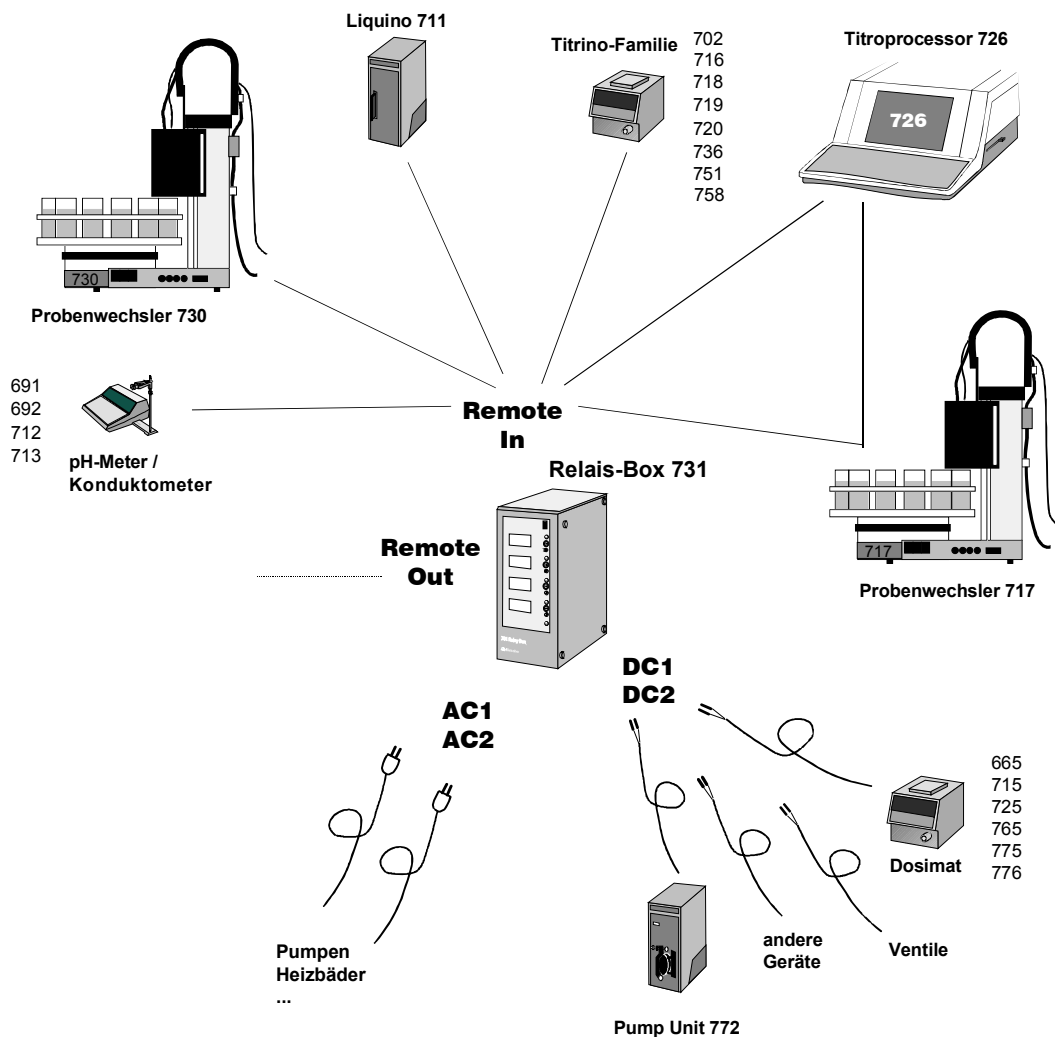 Liquino 711
Titrino-Familie
702
716
718
719
720
736
751
758
Titroprocessor 726
726
730
Probenwechsler 730
691
692
712
713
pH-Meter /
Konduktometer
Remote
In
Relais-Box 731
Remote
Out
717
Probenwechsler 717
DC1
DC2
AC1
AC2
665
715
725
765
775
776
Dosimat
Pumpen
Heizbäder
...
andere
Geräte
Ventile
Pump Unit 772